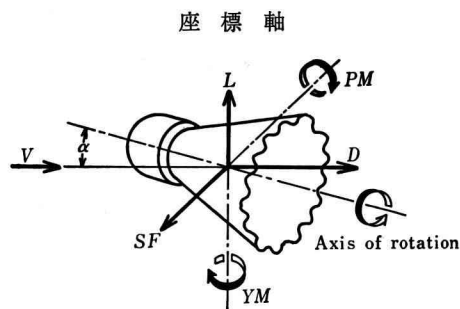 座標軸
L
PM
α
V
D
SF
Axis of rotation
YM